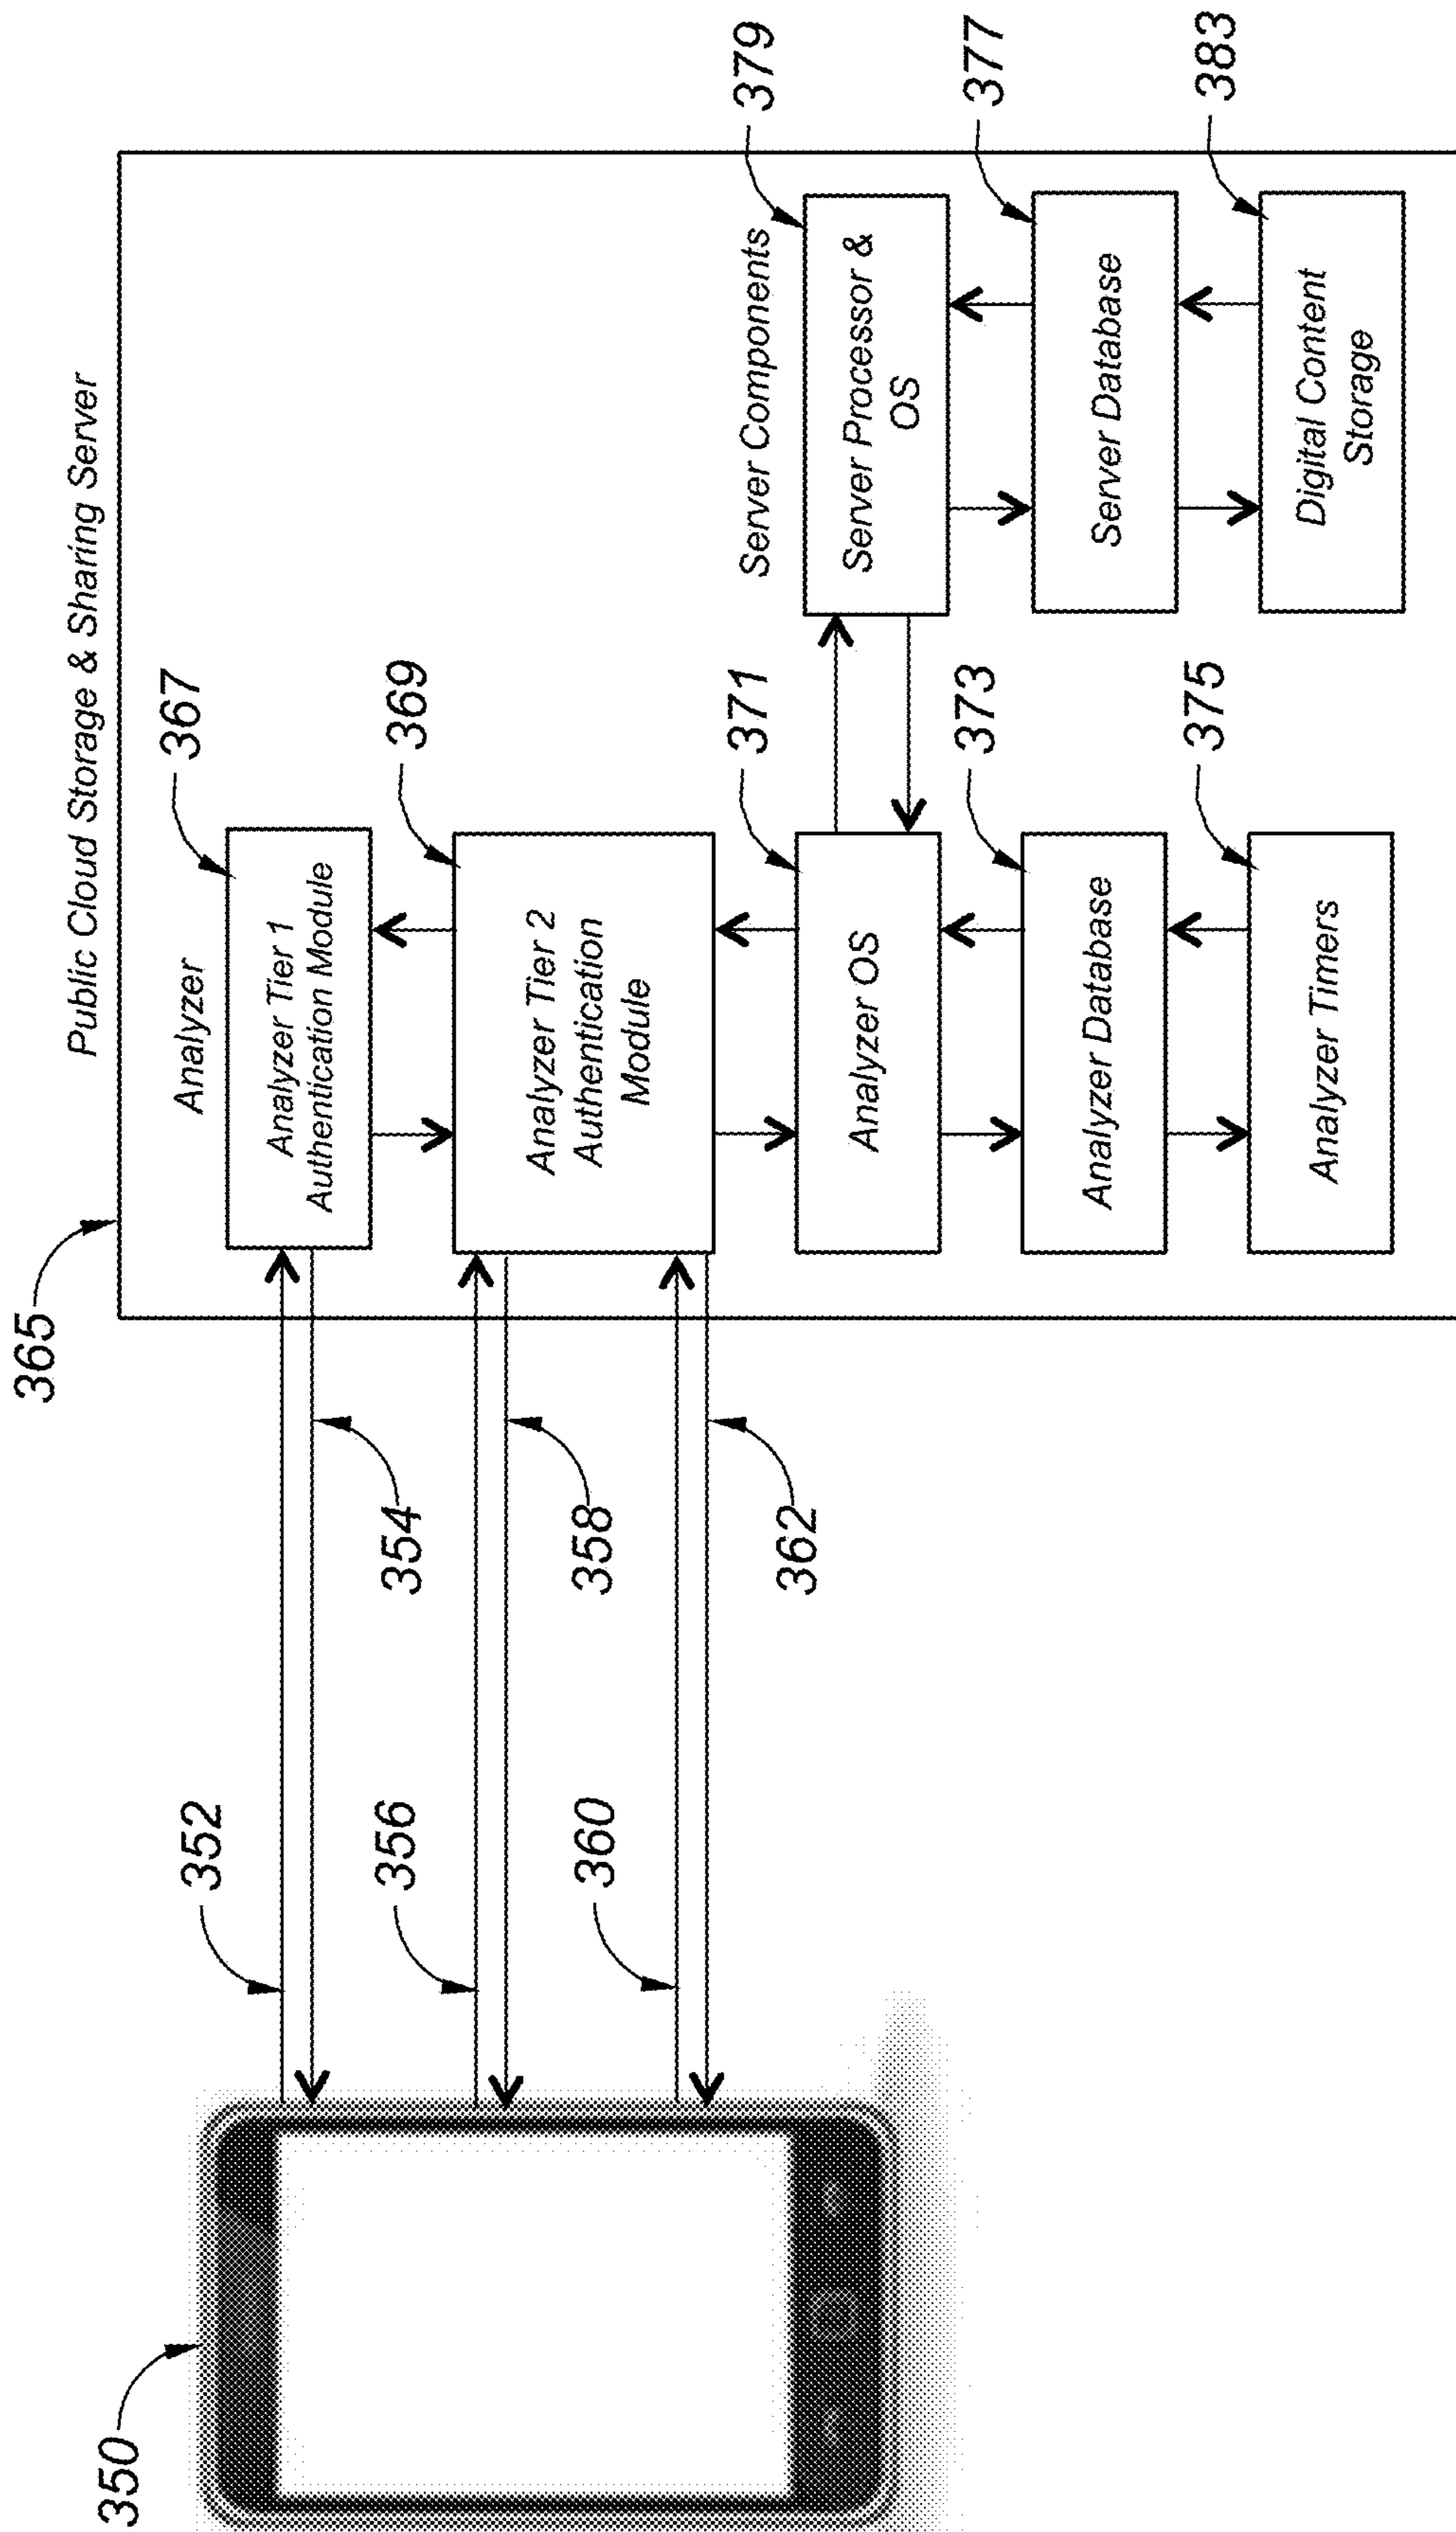 Public Cloud Storage & Sharing Server
365
Analyzer
367
Analyzer Tier 1
Authentication Module
369
Analyzer Tier 2
Authentication
Module
371
Analyzer OS
373
Analyzer Database
375
Analyzer Timers
Server Components
379
Server Processor &
OS
377
Server Database
383
Digital Content
Storage
350
352
354
356
358
360
362